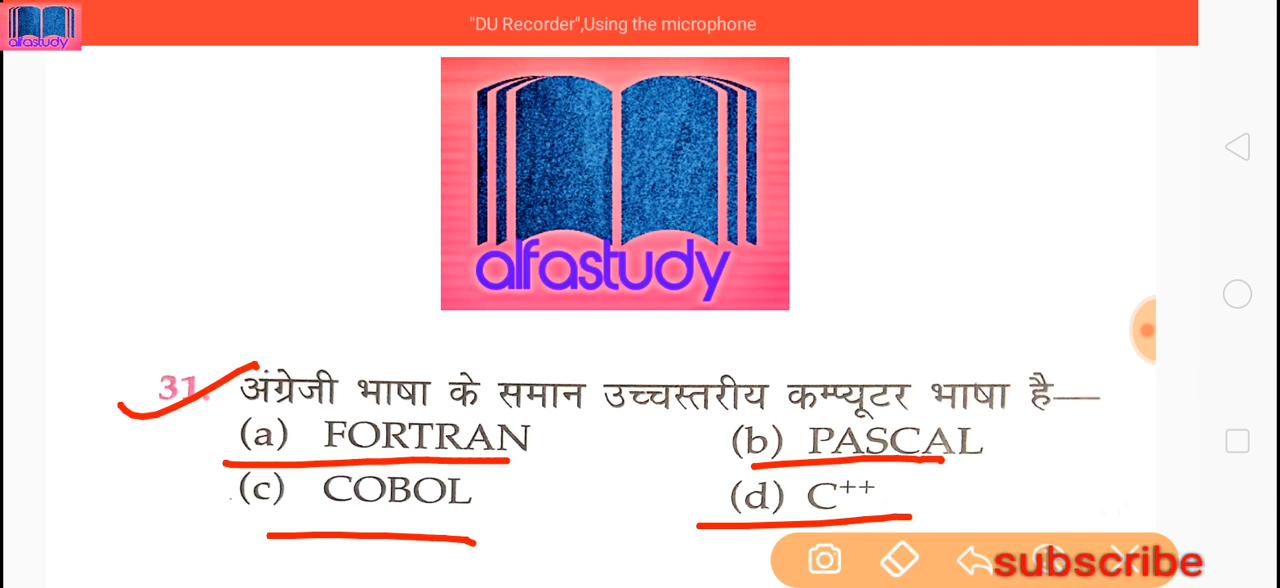 alfastudy
"DU Recorder",Using the microphone
alfastudy
31. अंग्रेजी भाषा के समान उच्चस्तरीय कम्प्यूटर भाषा है—
(a) FORTRAN (b) PASCAL
(c) COBOL (d) C++
subscribe